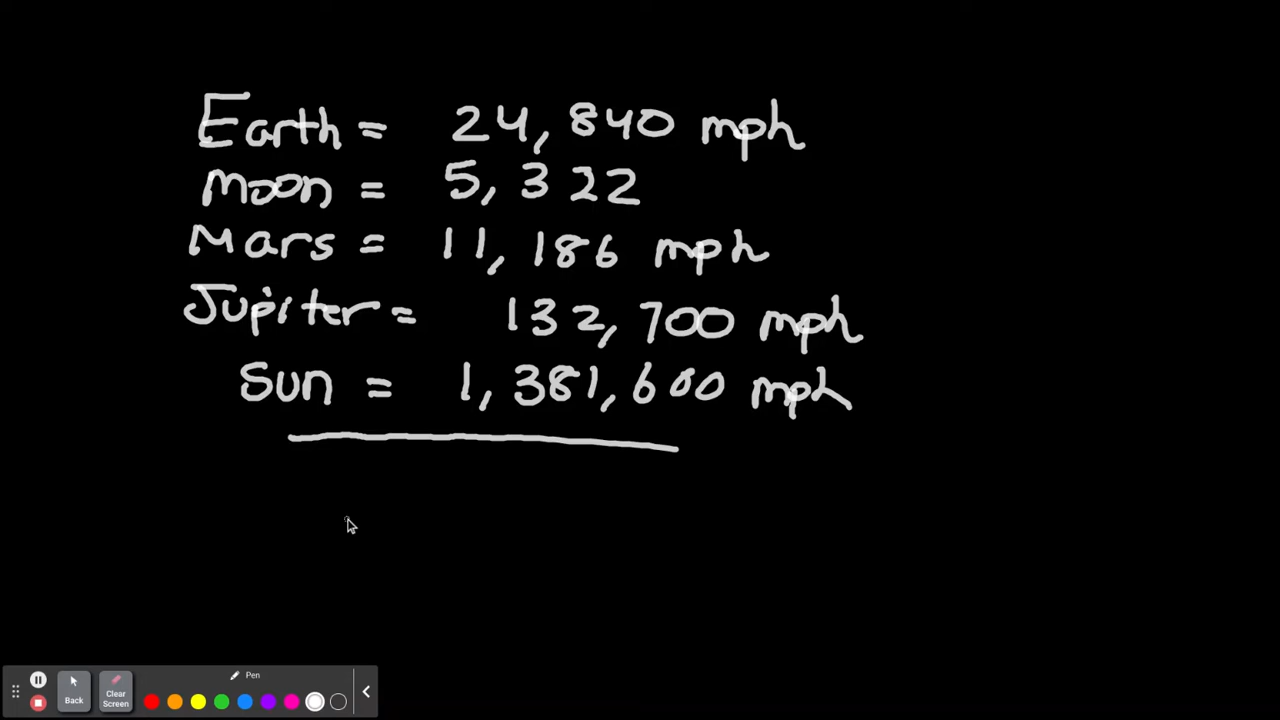 Earth = 24,840 mph
Moon = 5,322
Mars = 11,186 mph
Jupiter = 132,700 mph
Sun = 1,381,600 mph
Pen
Back
Clear
Screen